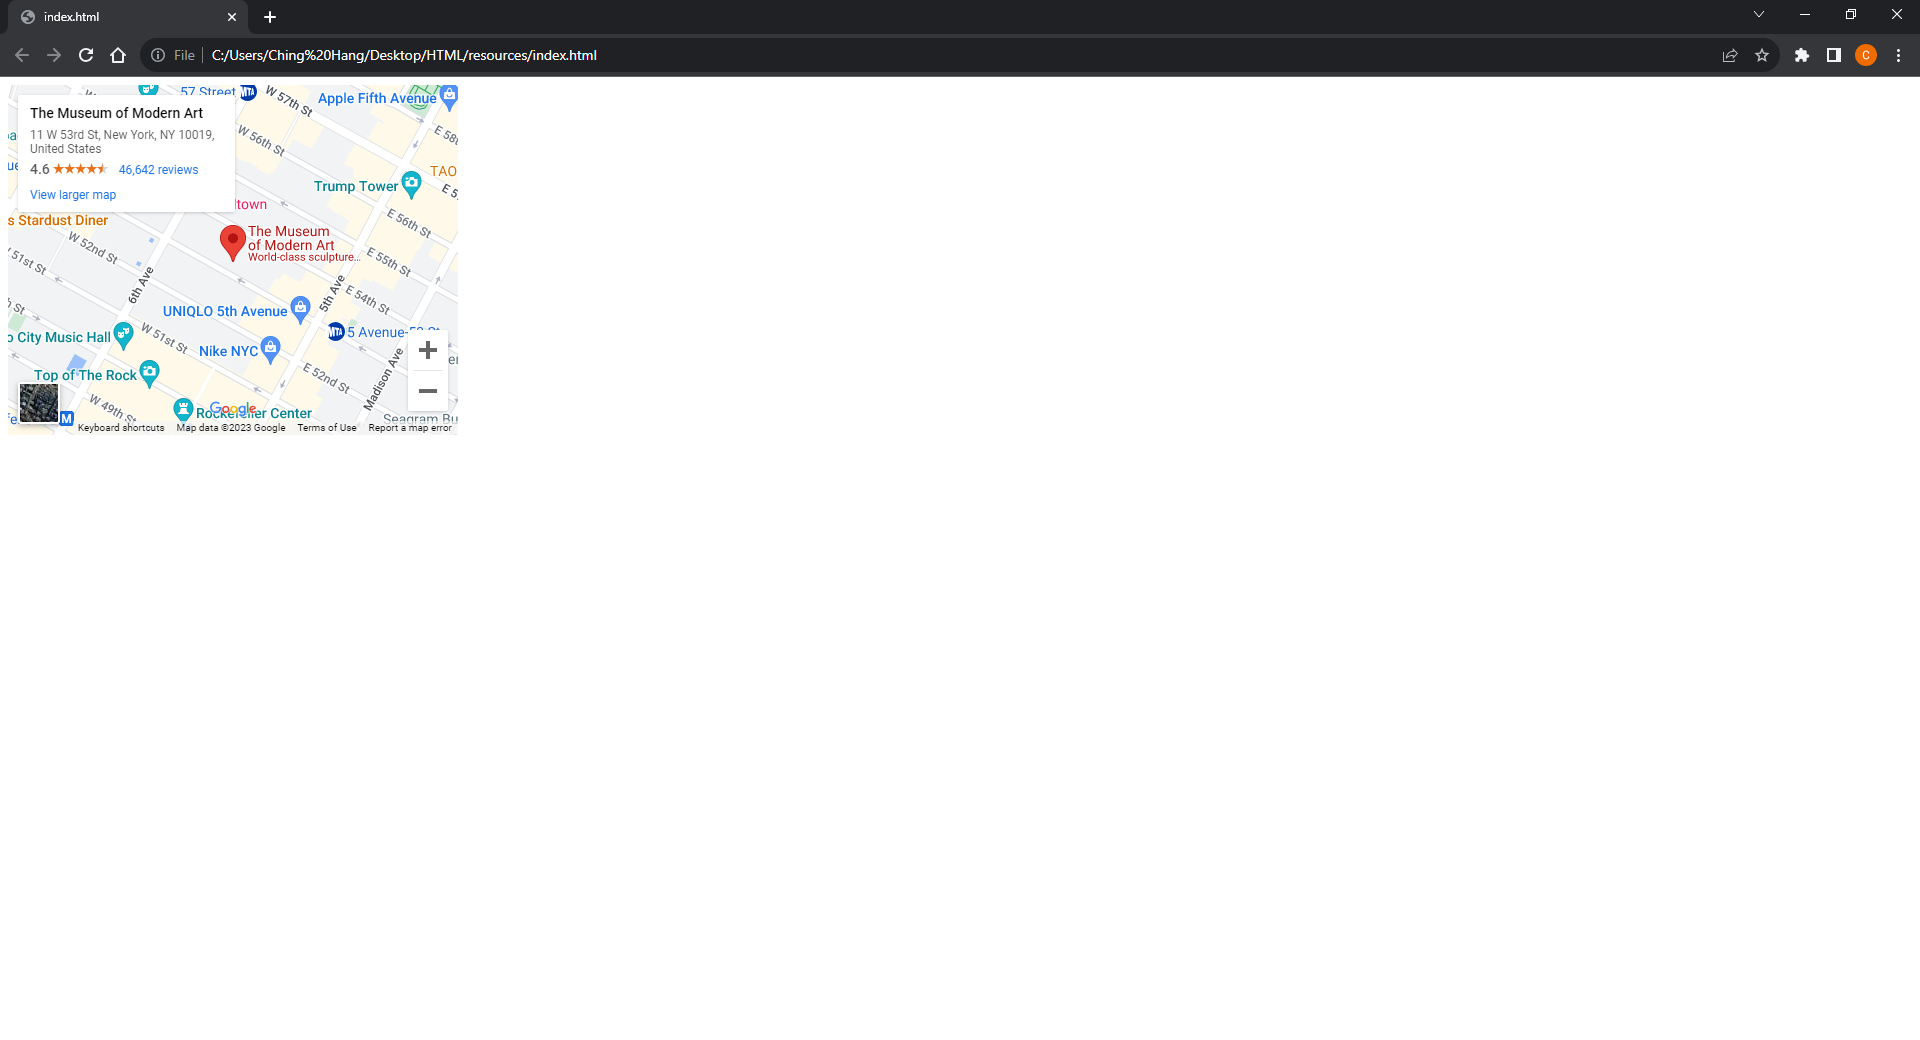 index.html
File
C:/Users/Ching%20Hang/Desktop/HTML/resources/index.html
C
57 Street
MTA
W 57th St
Apple Fifth Avenue
The Museum of Modern Art
11 W 53rd St, New York, NY 10019,
United States
4.6
46,642 reviews
View larger map
W 56th St
E 58th
TAO
Trump Tower
E 56th St
s Stardust Diner
The Museum
of Modern Art
World-class sculpture...
W 52nd St
W 51st St
E 55th St
6th Ave
5th Ave
E 54th St
UNIQLO 5th Avenue
MTA
5 Avenue-53 St
o City Music Hall
W 51st St
Nike NYC
E 52nd St
Madison Ave
Top of The Rock
W 49th St
M
Google
Rockefeller Center
Seagram Bu
Keyboard shortcuts
Map data ©2023 Google
Terms of Use
Report a map error